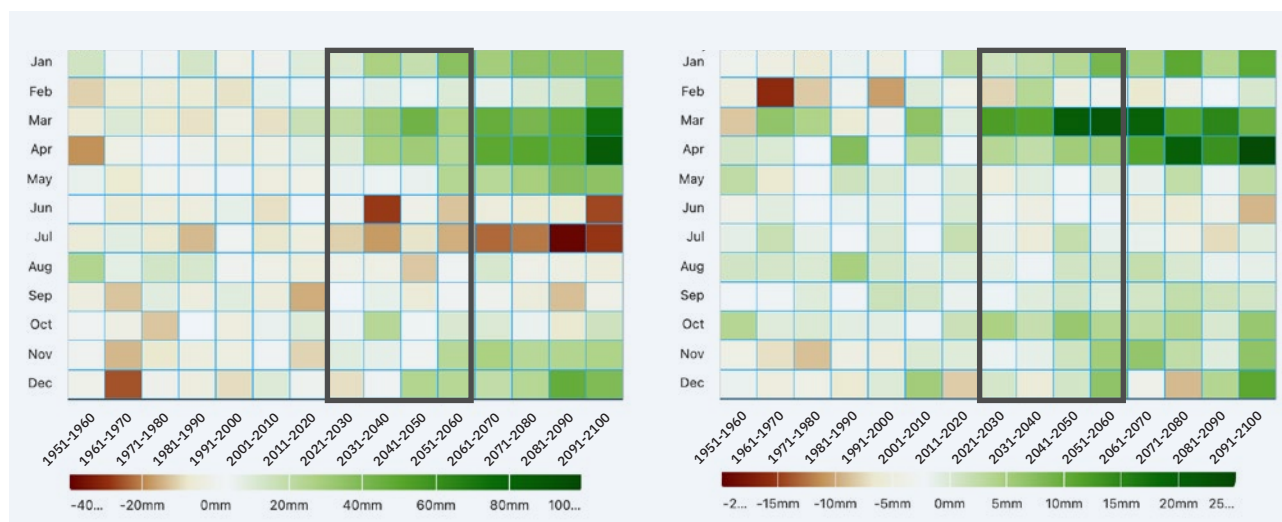 Jan
Feb
Mar
Apr
May
Jun
Jul
Aug
Sep
Oct
Nov
Dec
1951-1960
1961-1970
1971-1980
1981-1990
1991-2000
2001-2010
2011-2020
2021-2030
2031-2040
2041-2050
2051-2060
2061-2070
2071-2080
2081-2090
2091-2100
-40... -20mm 0mm 20mm 40mm 60mm 80mm 100...
Jan
Feb
Mar
Apr
May
Jun
Jul
Aug
Sep
Oct
Nov
Dec
1951-1960
1961-1970
1971-1980
1981-1990
1991-2000
2001-2010
2011-2020
2021-2030
2031-2040
2041-2050
2051-2060
2061-2070
2071-2080
2081-2090
2091-2100
-2... -15mm -10mm -5mm 0mm 5mm 10mm 15mm 20mm 25...